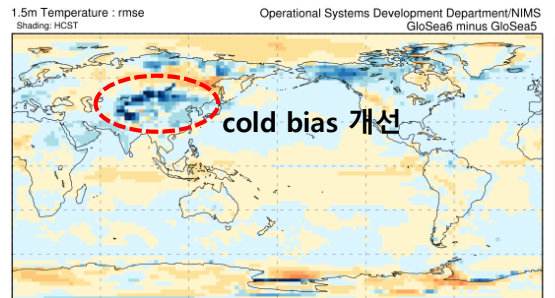 1.5m Temperature : rmse
Shading: HCST
Operational Systems Development Department/NIMS
GloSea6 minus GloSea5
cold bias 개선